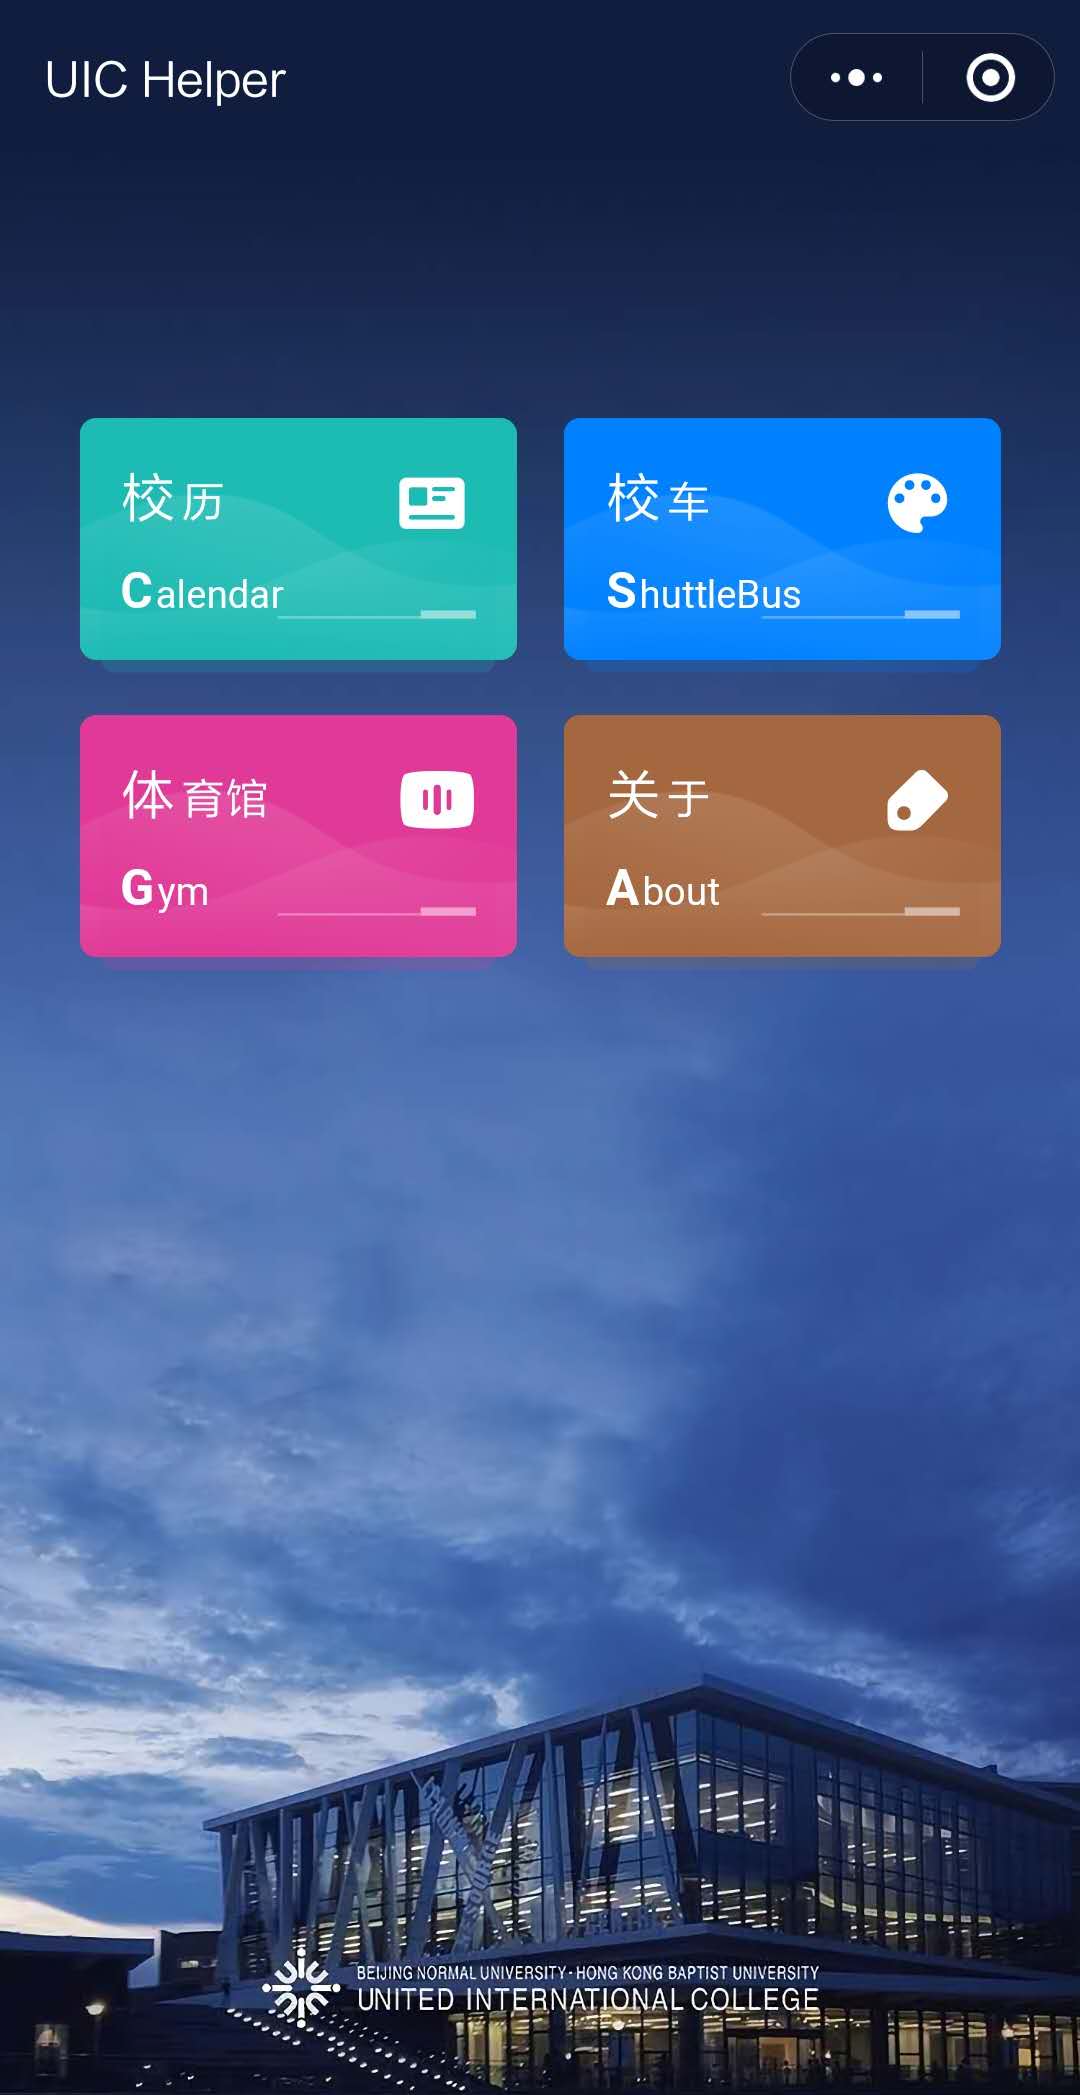 UIC Helper
校历
Calendar
校车
ShuttleBus
体育馆
Gym
关于
About
BEIJING NORMAL UNIVERSITY-HONG KONG BAPTIST UNIVERSITY
UNITED INTERNATIONAL COLLEGE